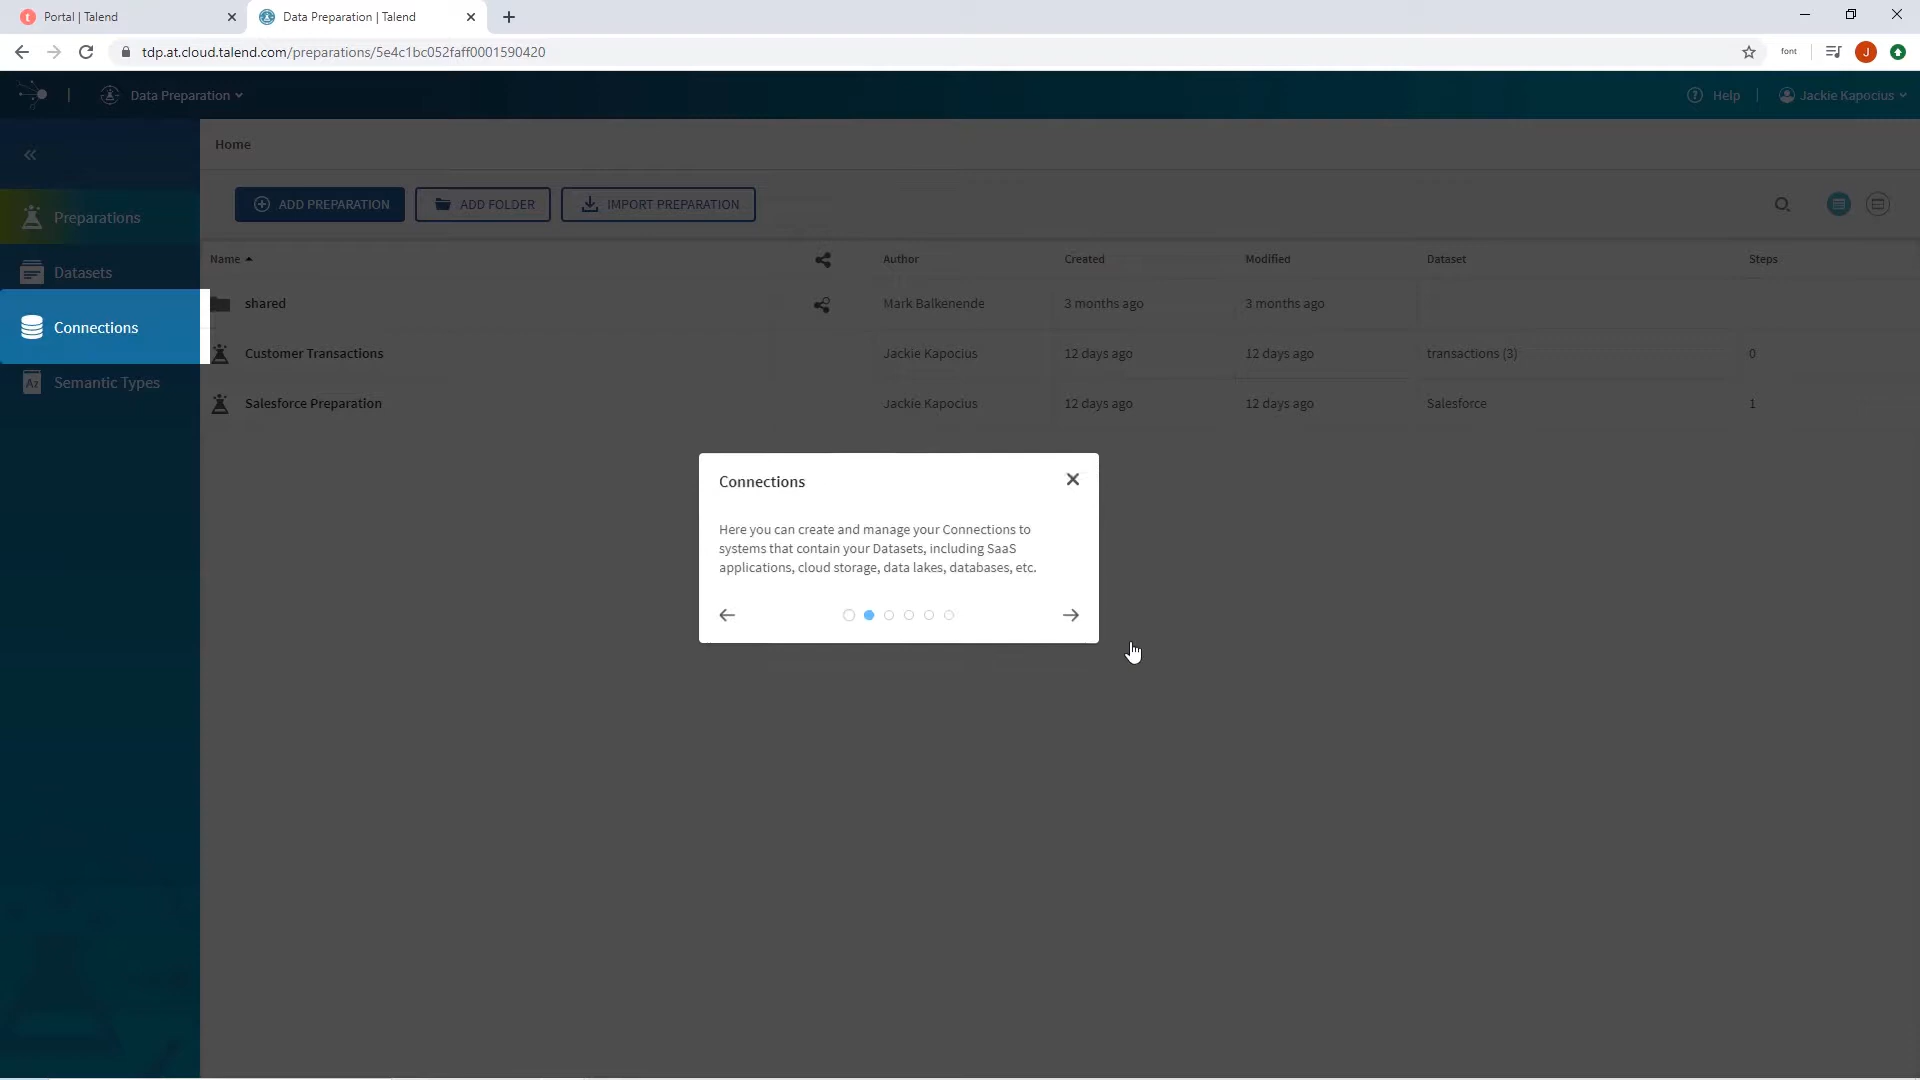 Portal | Talend
Data Preparation | Talend
tdp.at.cloud.talend.com/preparations/5e4c1bc052faff0001590420
font
J
Data Preparation
Help
Jackie Kapocius
Home
Preparations
ADD PREPARATION
ADD FOLDER
IMPORT PREPARATION
Datasets
Connections
Semantic Types
Name Author Created Modified Dataset Steps
shared Mark Balkenende 3 months ago 3 months ago
Customer Transactions Jackie Kapocius 12 days ago 12 days ago transactions (3) 0
Salesforce Preparation Jackie Kapocius 12 days ago 12 days ago Salesforce 1
Connections
Here you can create and manage your Connections to
systems that contain your Datasets, including SaaS
applications, cloud storage, data lakes, databases, etc.